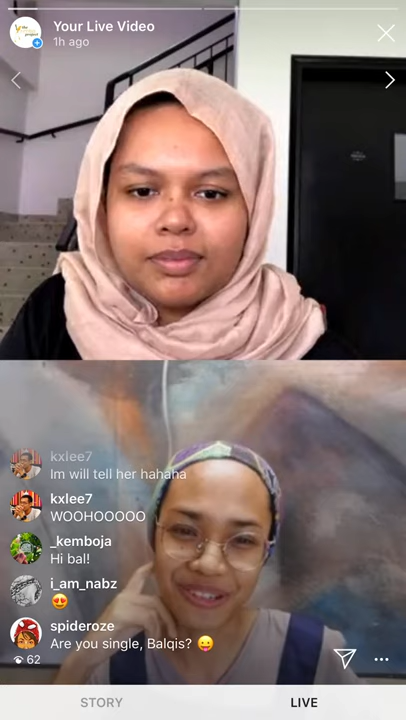 Your Live Video
1h ago
kxlee7
Im will tell her hahaha
kxlee7
WOOHOOOOO
_kemboja
Hi bal!
i_am_nabz
😍
spideroze
Are you single, Balqis? 😜
62
STORY
LIVE